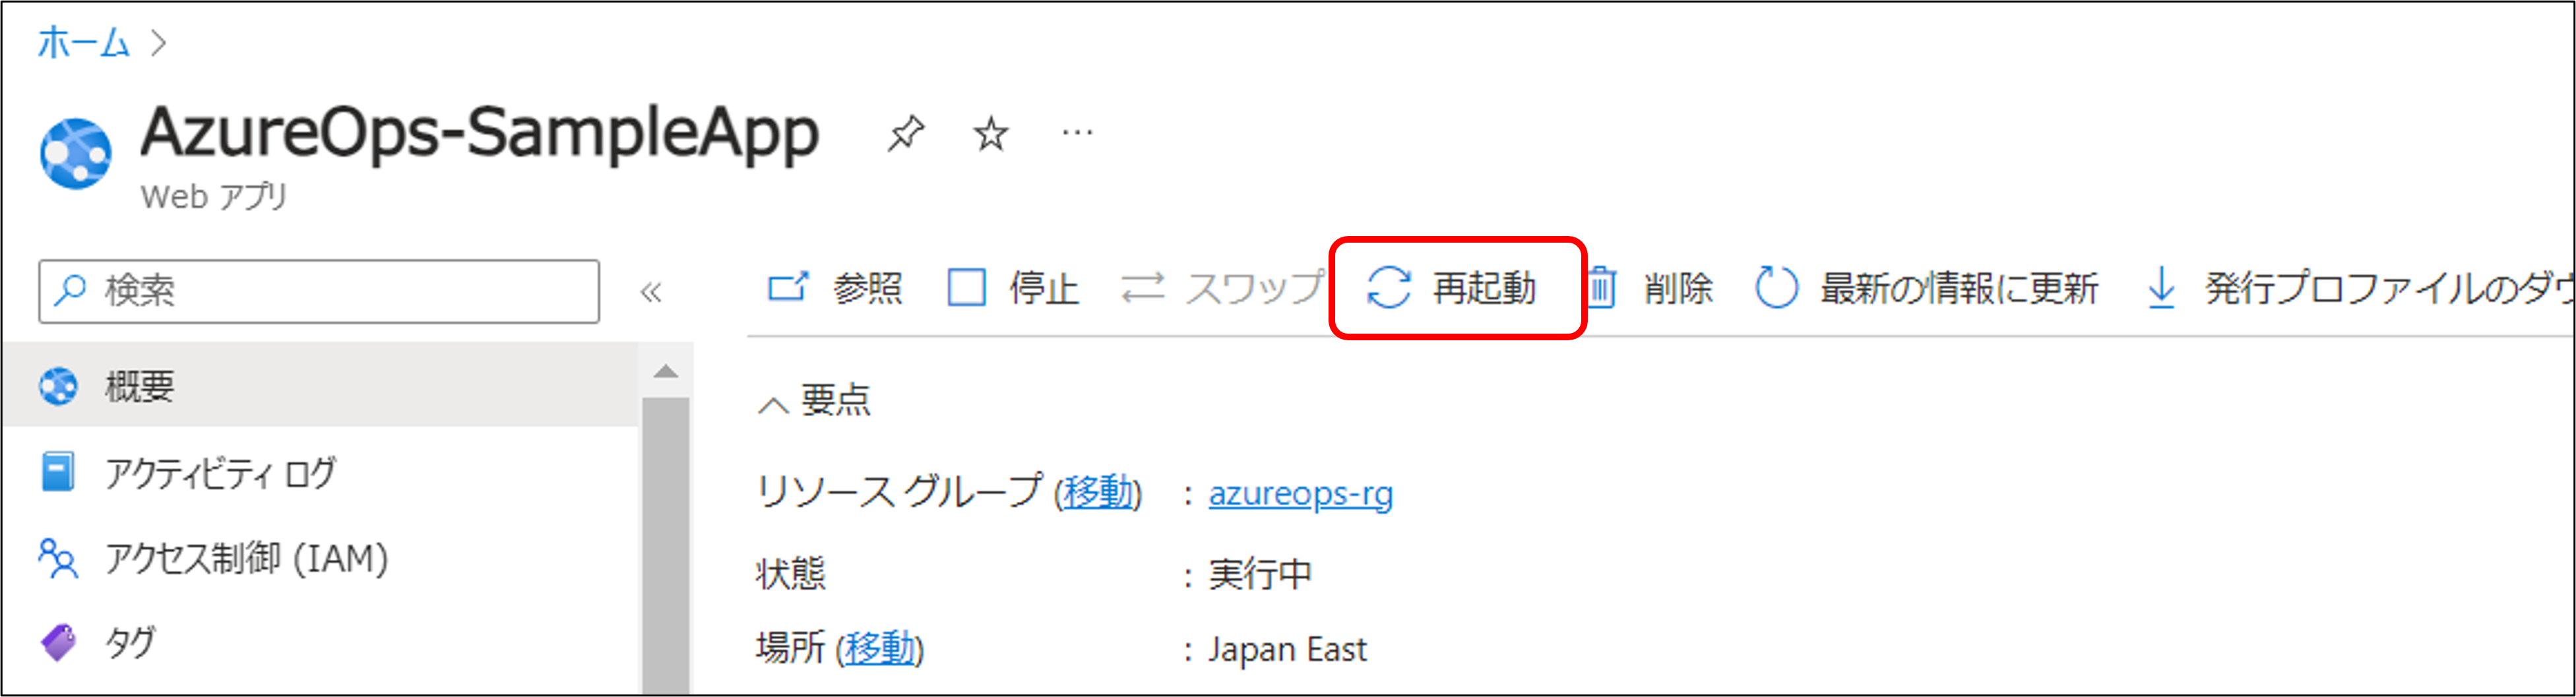 ホーム >
AzureOps-SampleApp ...
Web アプリ
検索 «
参照 停止 スワップ 再起動 削除 最新の情報に更新 発行プロファイルのダウ
概要
アクティビティ ログ
アクセス制御 (IAM)
タグ
要点
リソース グループ (移動) : azureops-rg
状態 : 実行中
場所 (移動) : Japan East